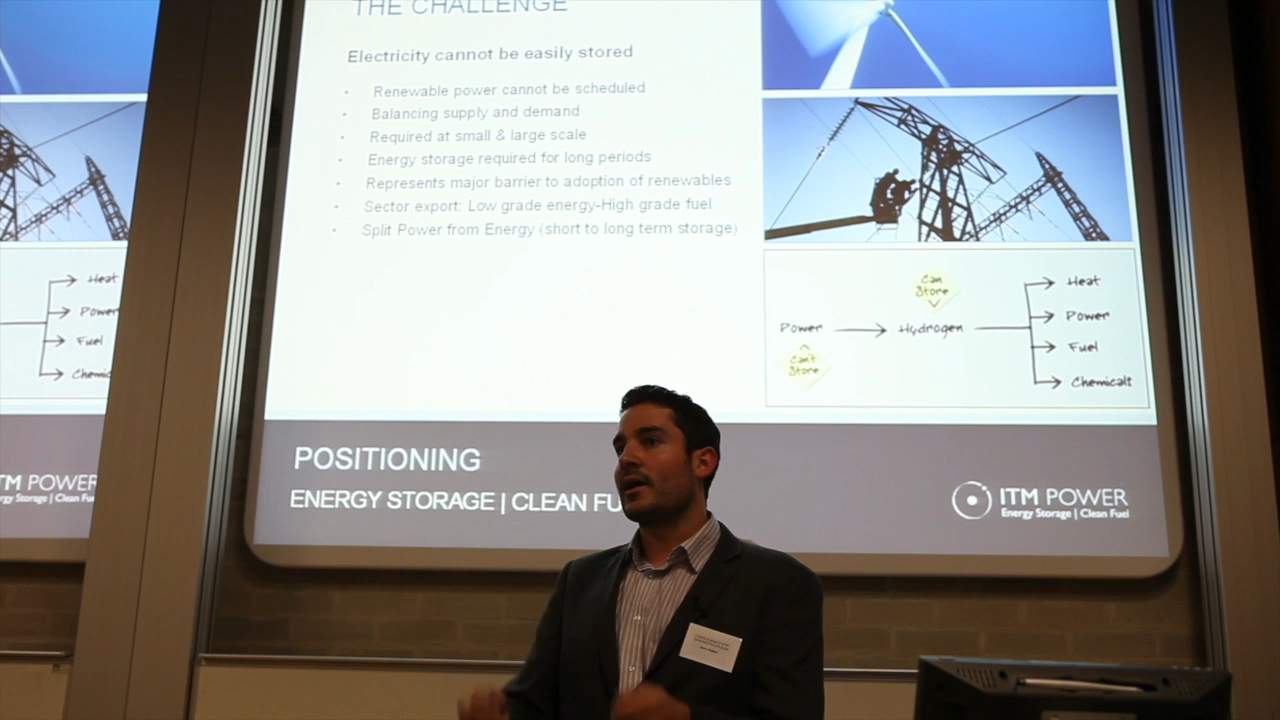 THE CHALLENGE
Electricity cannot be easily stored
• Renewable power cannot be scheduled
• Balancing supply and demand
• Required at small & large scale
• Energy storage required for long periods
• Represents major barrier to adoption of renewables
• Sector export: Low grade energy-High grade fuel
• Split Power from Energy (short to long term storage)
Can
Store
Power
Hydrogen
Can't
Store
Heat
Power
Fuel
Chemicals
POSITIONING
ENERGY STORAGE | CLEAN FU
ITM POWER
Energy Storage | Clean Fuel
Heat
Power
Fuel
Chemic
TM POWER
rgy Storage | Clean Fuel